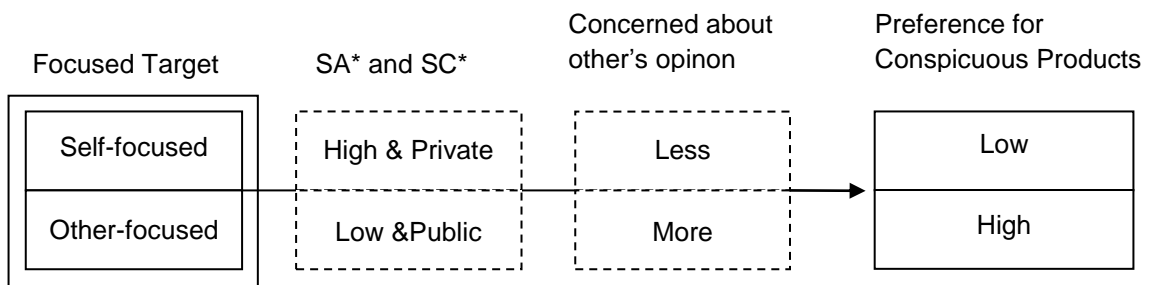 Focused Target
SA* and SC*
Concerned about
other's opinon
Preference for
Conspicuous Products
Self-focused
High & Private
Less
Low
Other-focused
Low &Public
More
High